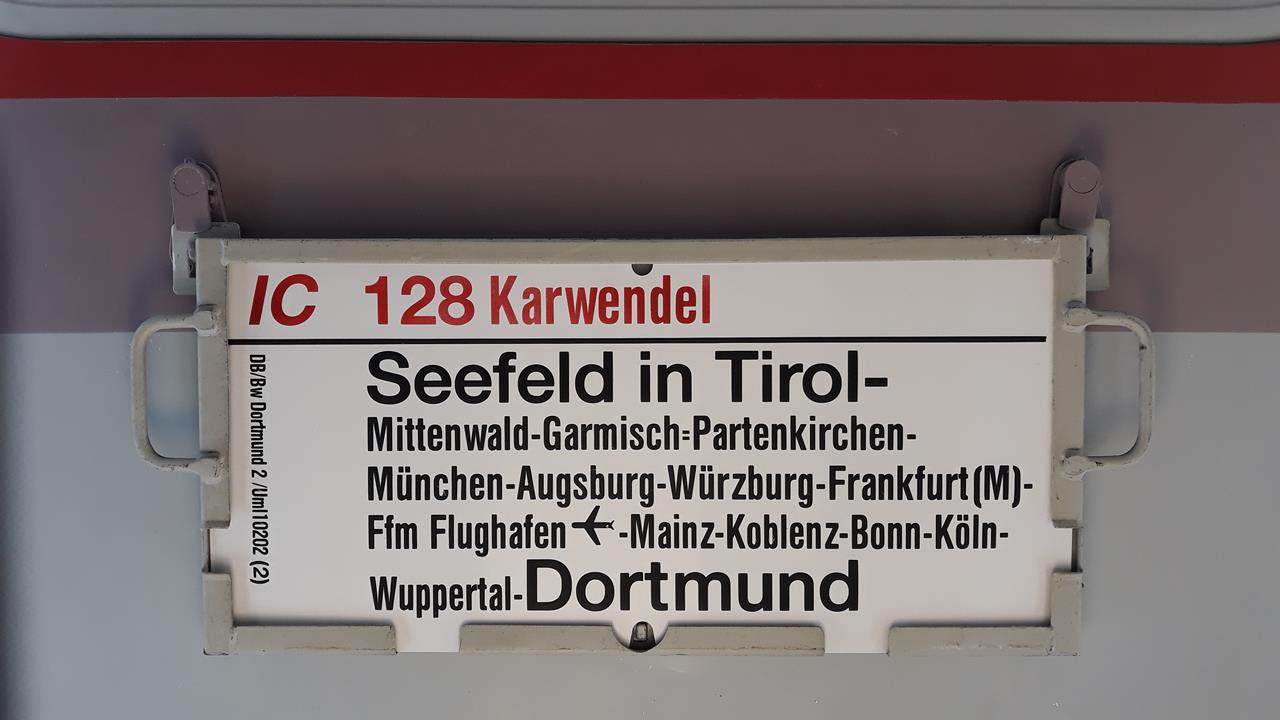 IC 128 Karwendel
Seefeld in Tirol-
Mittenwald-Garmisch=Partenkirchen-
München-Augsburg-Würzburg-Frankfurt(M)-
Ffm Flughafen -Mainz-Koblenz-Bonn-Köln-
Wuppertal-Dortmund
DB/Bw Dortmund 2 /Uml10202 (2)